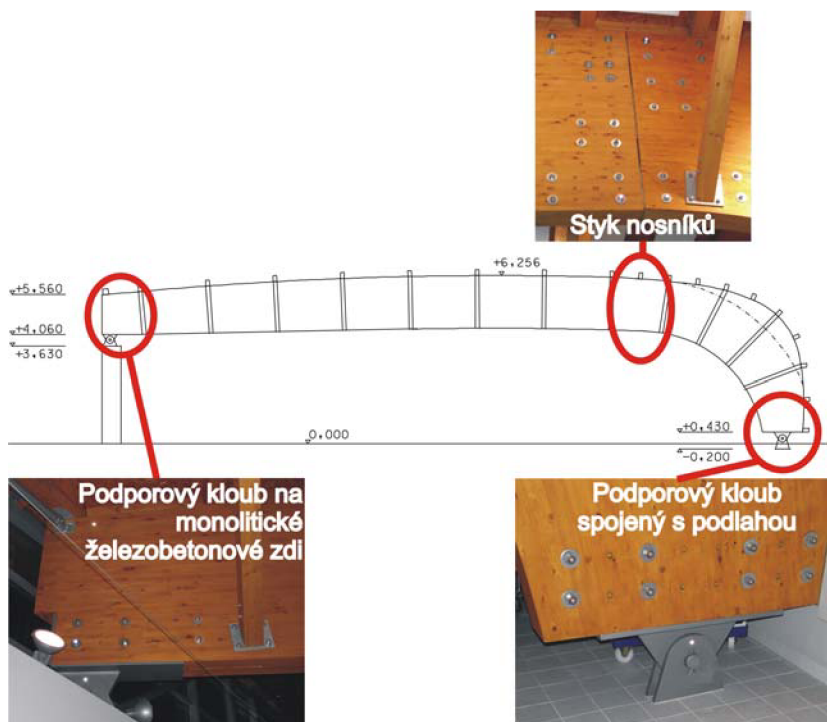 Styk nosníků
+6.256
+5.560
+4.060
+3.630
0.000
+0.430
-0.200
Podporový kloub na
monolitické
železobetonové zdi
Podporový kloub
spojený s podlahou